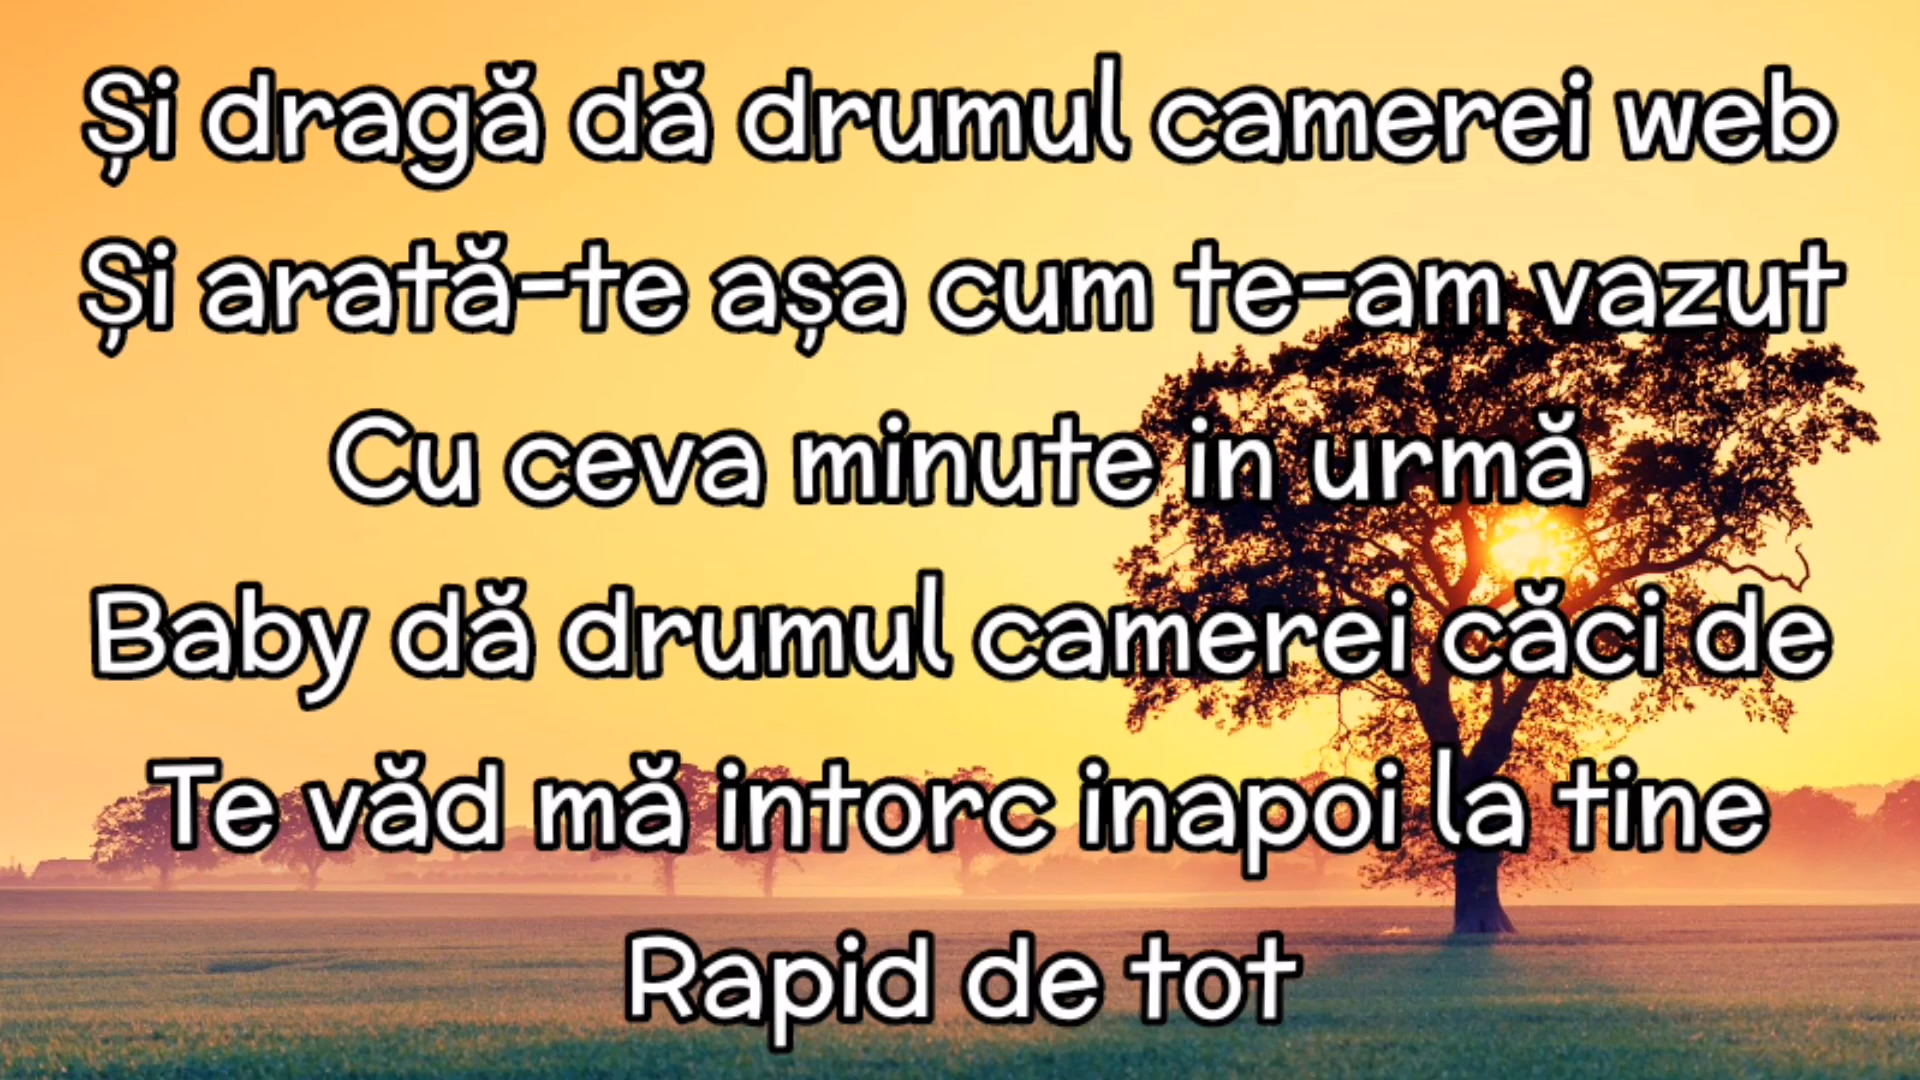 Și dragă dă drumul camerei web
Și arată-te așa cum te-am vazut
Cu ceva minute in urmă
Baby dă drumul camerei căci de
Te văd mă intorc inapoi la tine
Rapid de tot